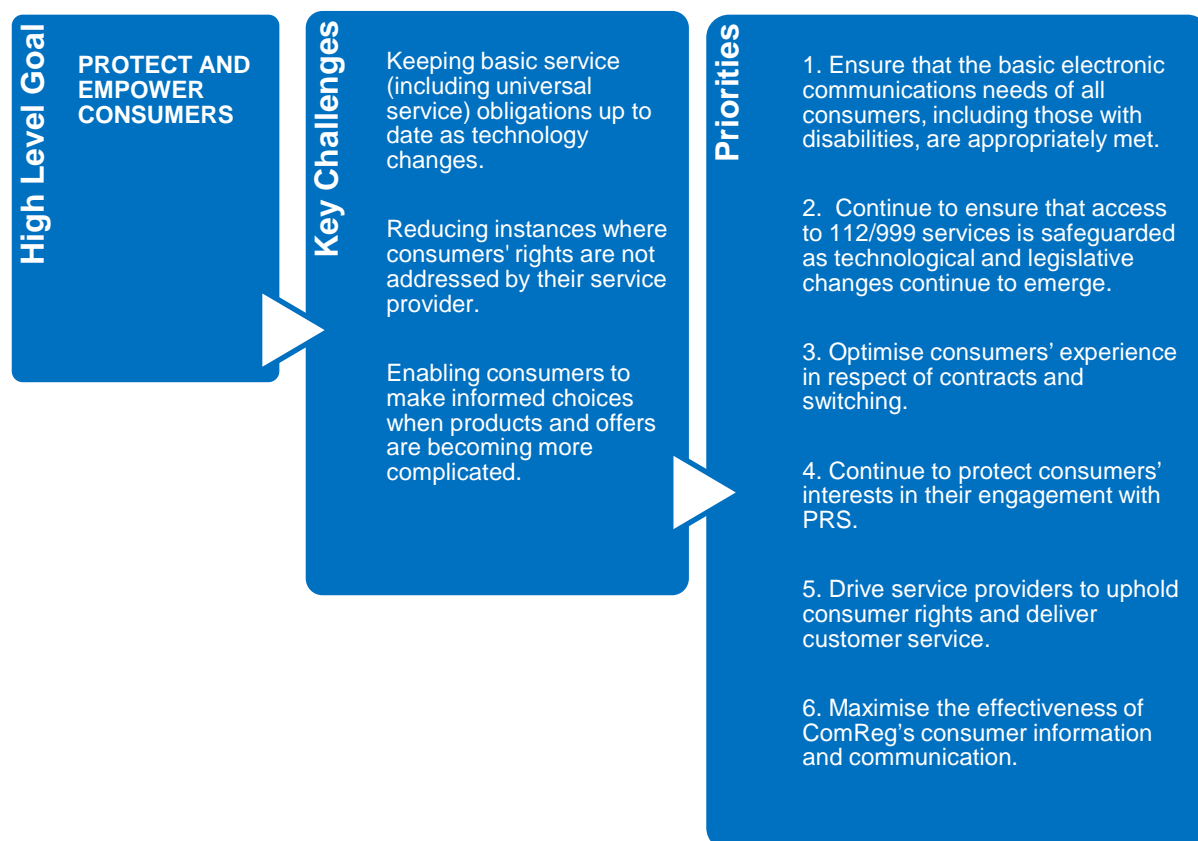 High Level Goal
PROTECT AND
EMPOWER
CONSUMERS
Key Challenges
Keeping basic service
(including universal
service) obligations up to
date as technology
changes.
Reducing instances where
consumers' rights are not
addressed by their service
provider.
Enabling consumers to
make informed choices
when products and offers
are becoming more
complicated.
Priorities
1. Ensure that the basic electronic
communications needs of all
consumers, including those with
disabilities, are appropriately met.
2.  Continue to ensure that access
to 112/999 services is safeguarded
as technological and legislative
changes continue to emerge.
3. Optimise consumers’ experience
in respect of contracts and
switching.
4. Continue to protect consumers’
interests in their engagement with
PRS.
5. Drive service providers to uphold
consumer rights and deliver
customer service.
6. Maximise the effectiveness of
ComReg’s consumer information
and communication.